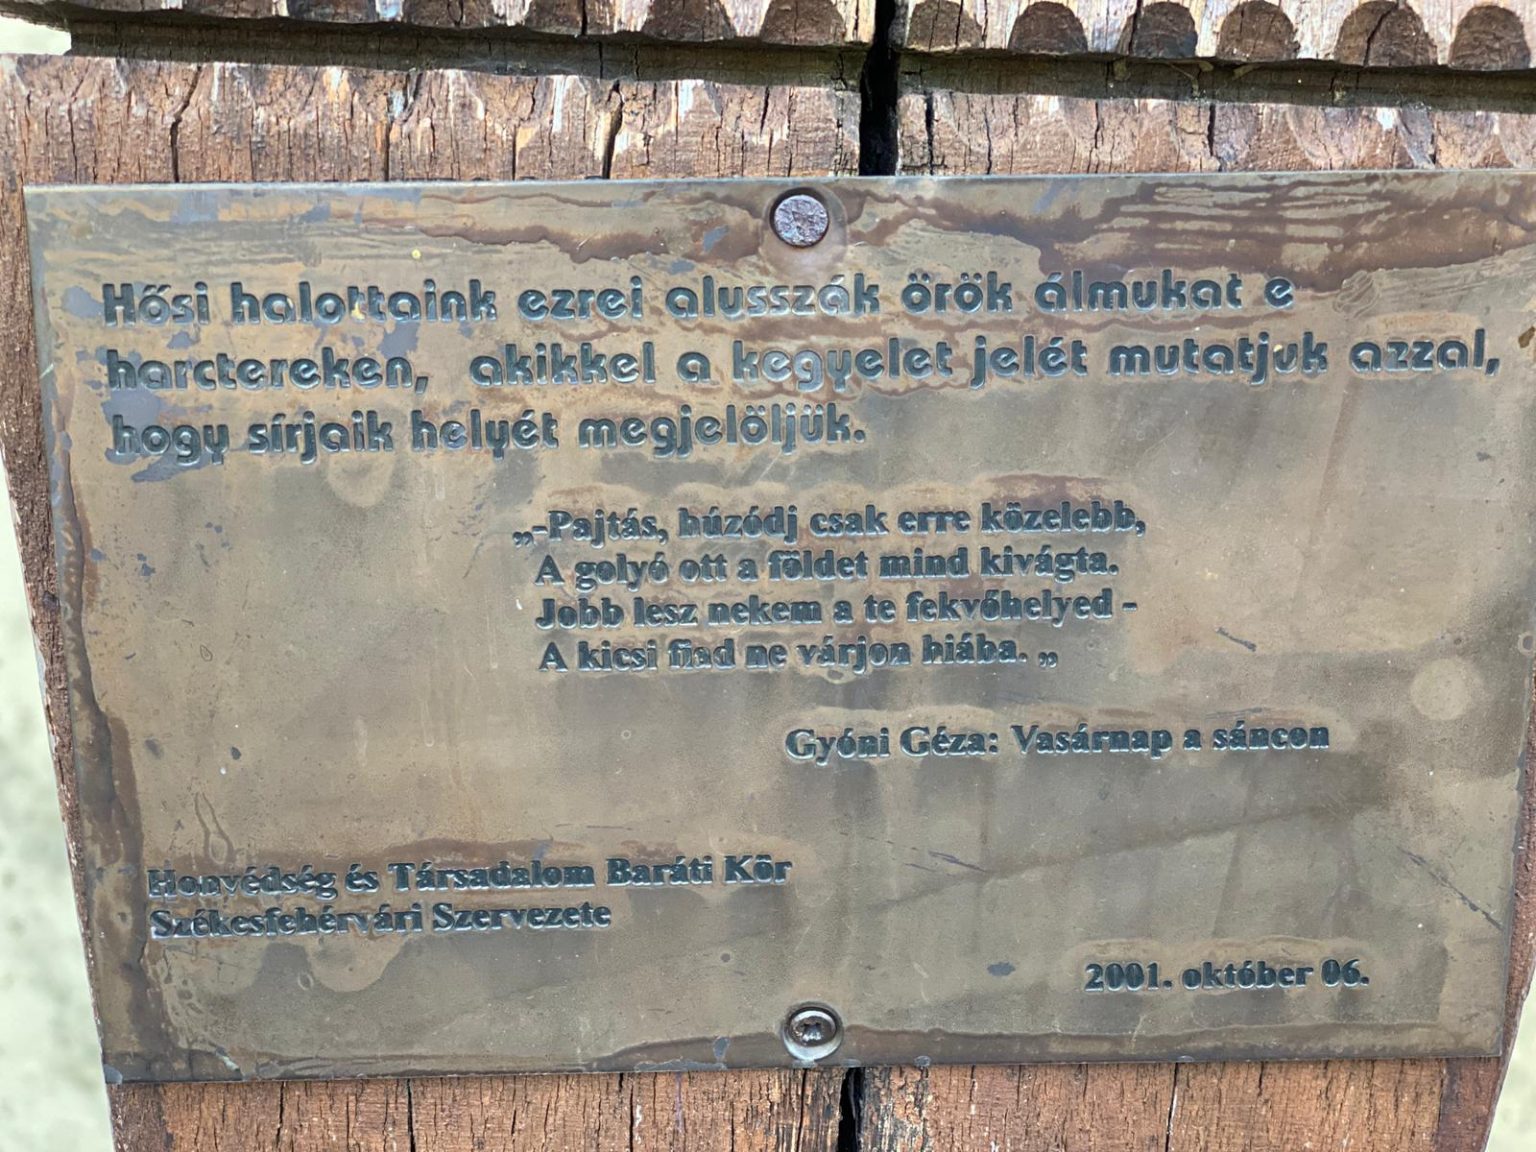 Hősi halottaink ezrei alusszák örök álmukat e
harctereken, akikkel a kegyelet jelét mutatjuk azzal,
hogy sírjaik helyét megjelöljük.
„-Pajtás, húzódj csak erre közelebb,
A golyó ott a földet mind kivágta.
Jobb lesz nekem a te fekvőhelyed -
A kicsi fiad ne várjon hiába. „
Gyóni Géza: Vasárnap a sáncon
Honvédség és Társadalom Baráti Kör
Székesfehérvári Szervezete
2001. október 06.